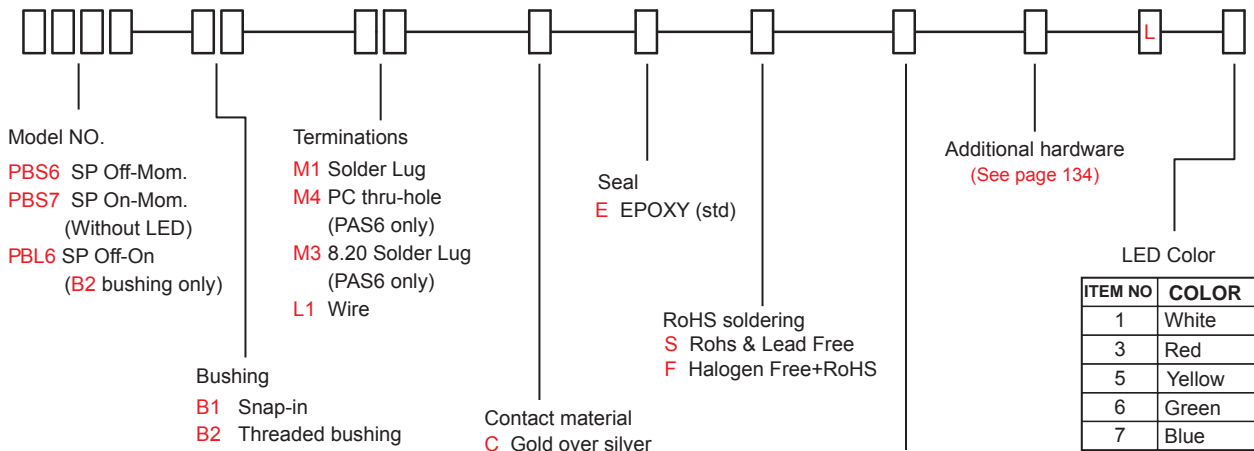 L
Model NO.
PBS6 SP Off-Mom.
PBS7 SP On-Mom.
(Without LED)
PBL6 SP Off-On
(B2 bushing only)
Bushing
B1 Snap-in
B2 Threaded bushing
Terminations
M1 Solder Lug
M4 PC thru-hole
(PAS6 only)
M3 8.20 Solder Lug
(PAS6 only)
L1 Wire
Contact material
C Gold over silver
Seal
E EPOXY (std)
RoHS soldering
S Rohs & Lead Free
F Halogen Free+RoHS
Additional hardware
(See page 134)
LED Color
ITEM NO COLOR
1 White
3 Red
5 Yellow
6 Green
7 Blue